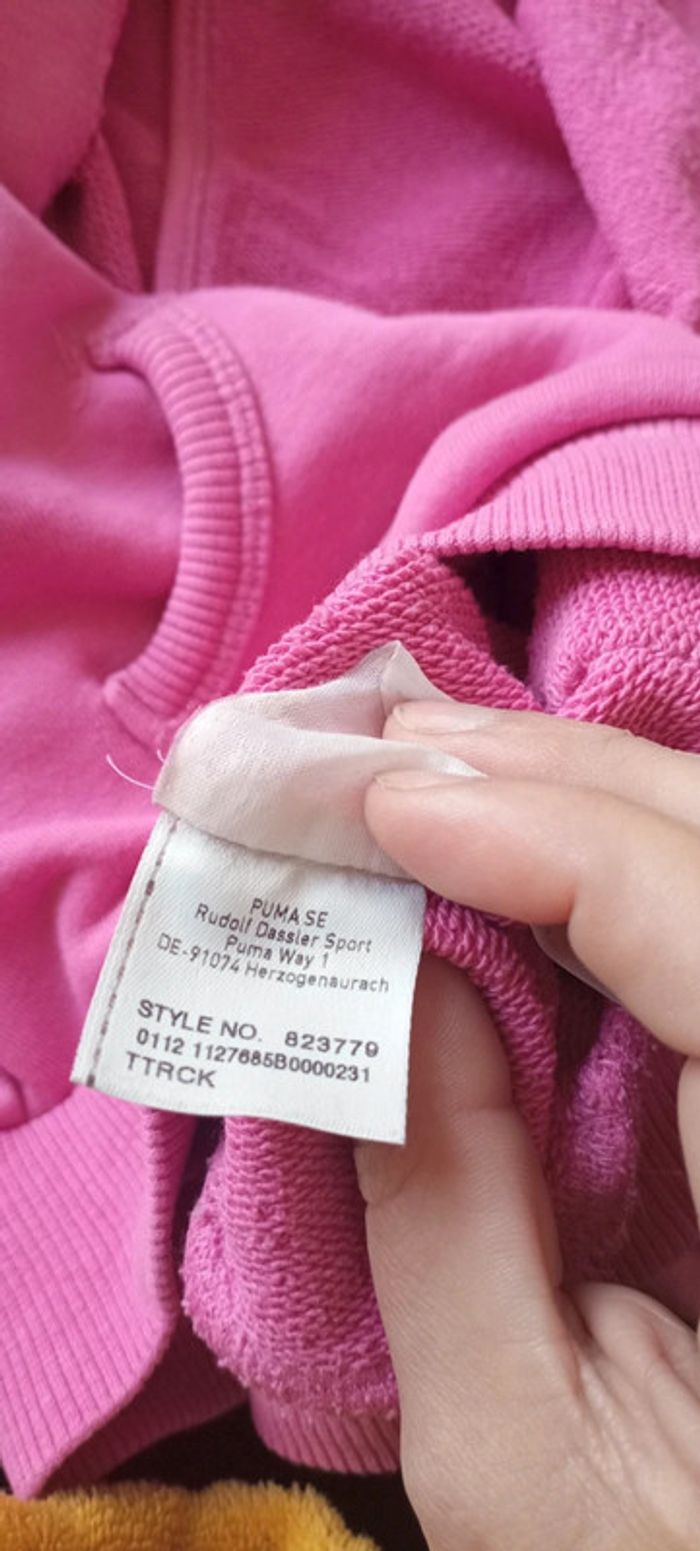 PUMA SE
Rudolf Dassler Sport
Puma Way 1
DE-91074 Herzogenaurach
STYLE NO. 823779
0112 1127685B0000231
TTRCK